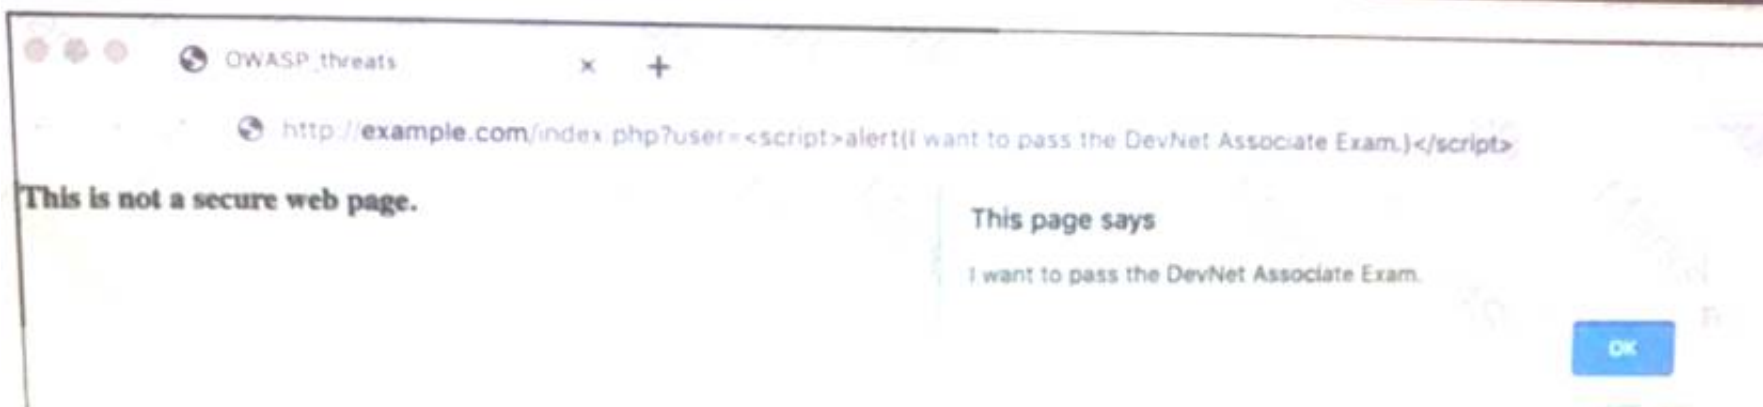 OWASP_threats × +
http://example.com/index.php?user=<script>alert(I want to pass the DevNet Associate Exam.)</script>
This is not a secure web page.
This page says
I want to pass the DevNet Associate Exam.
OK